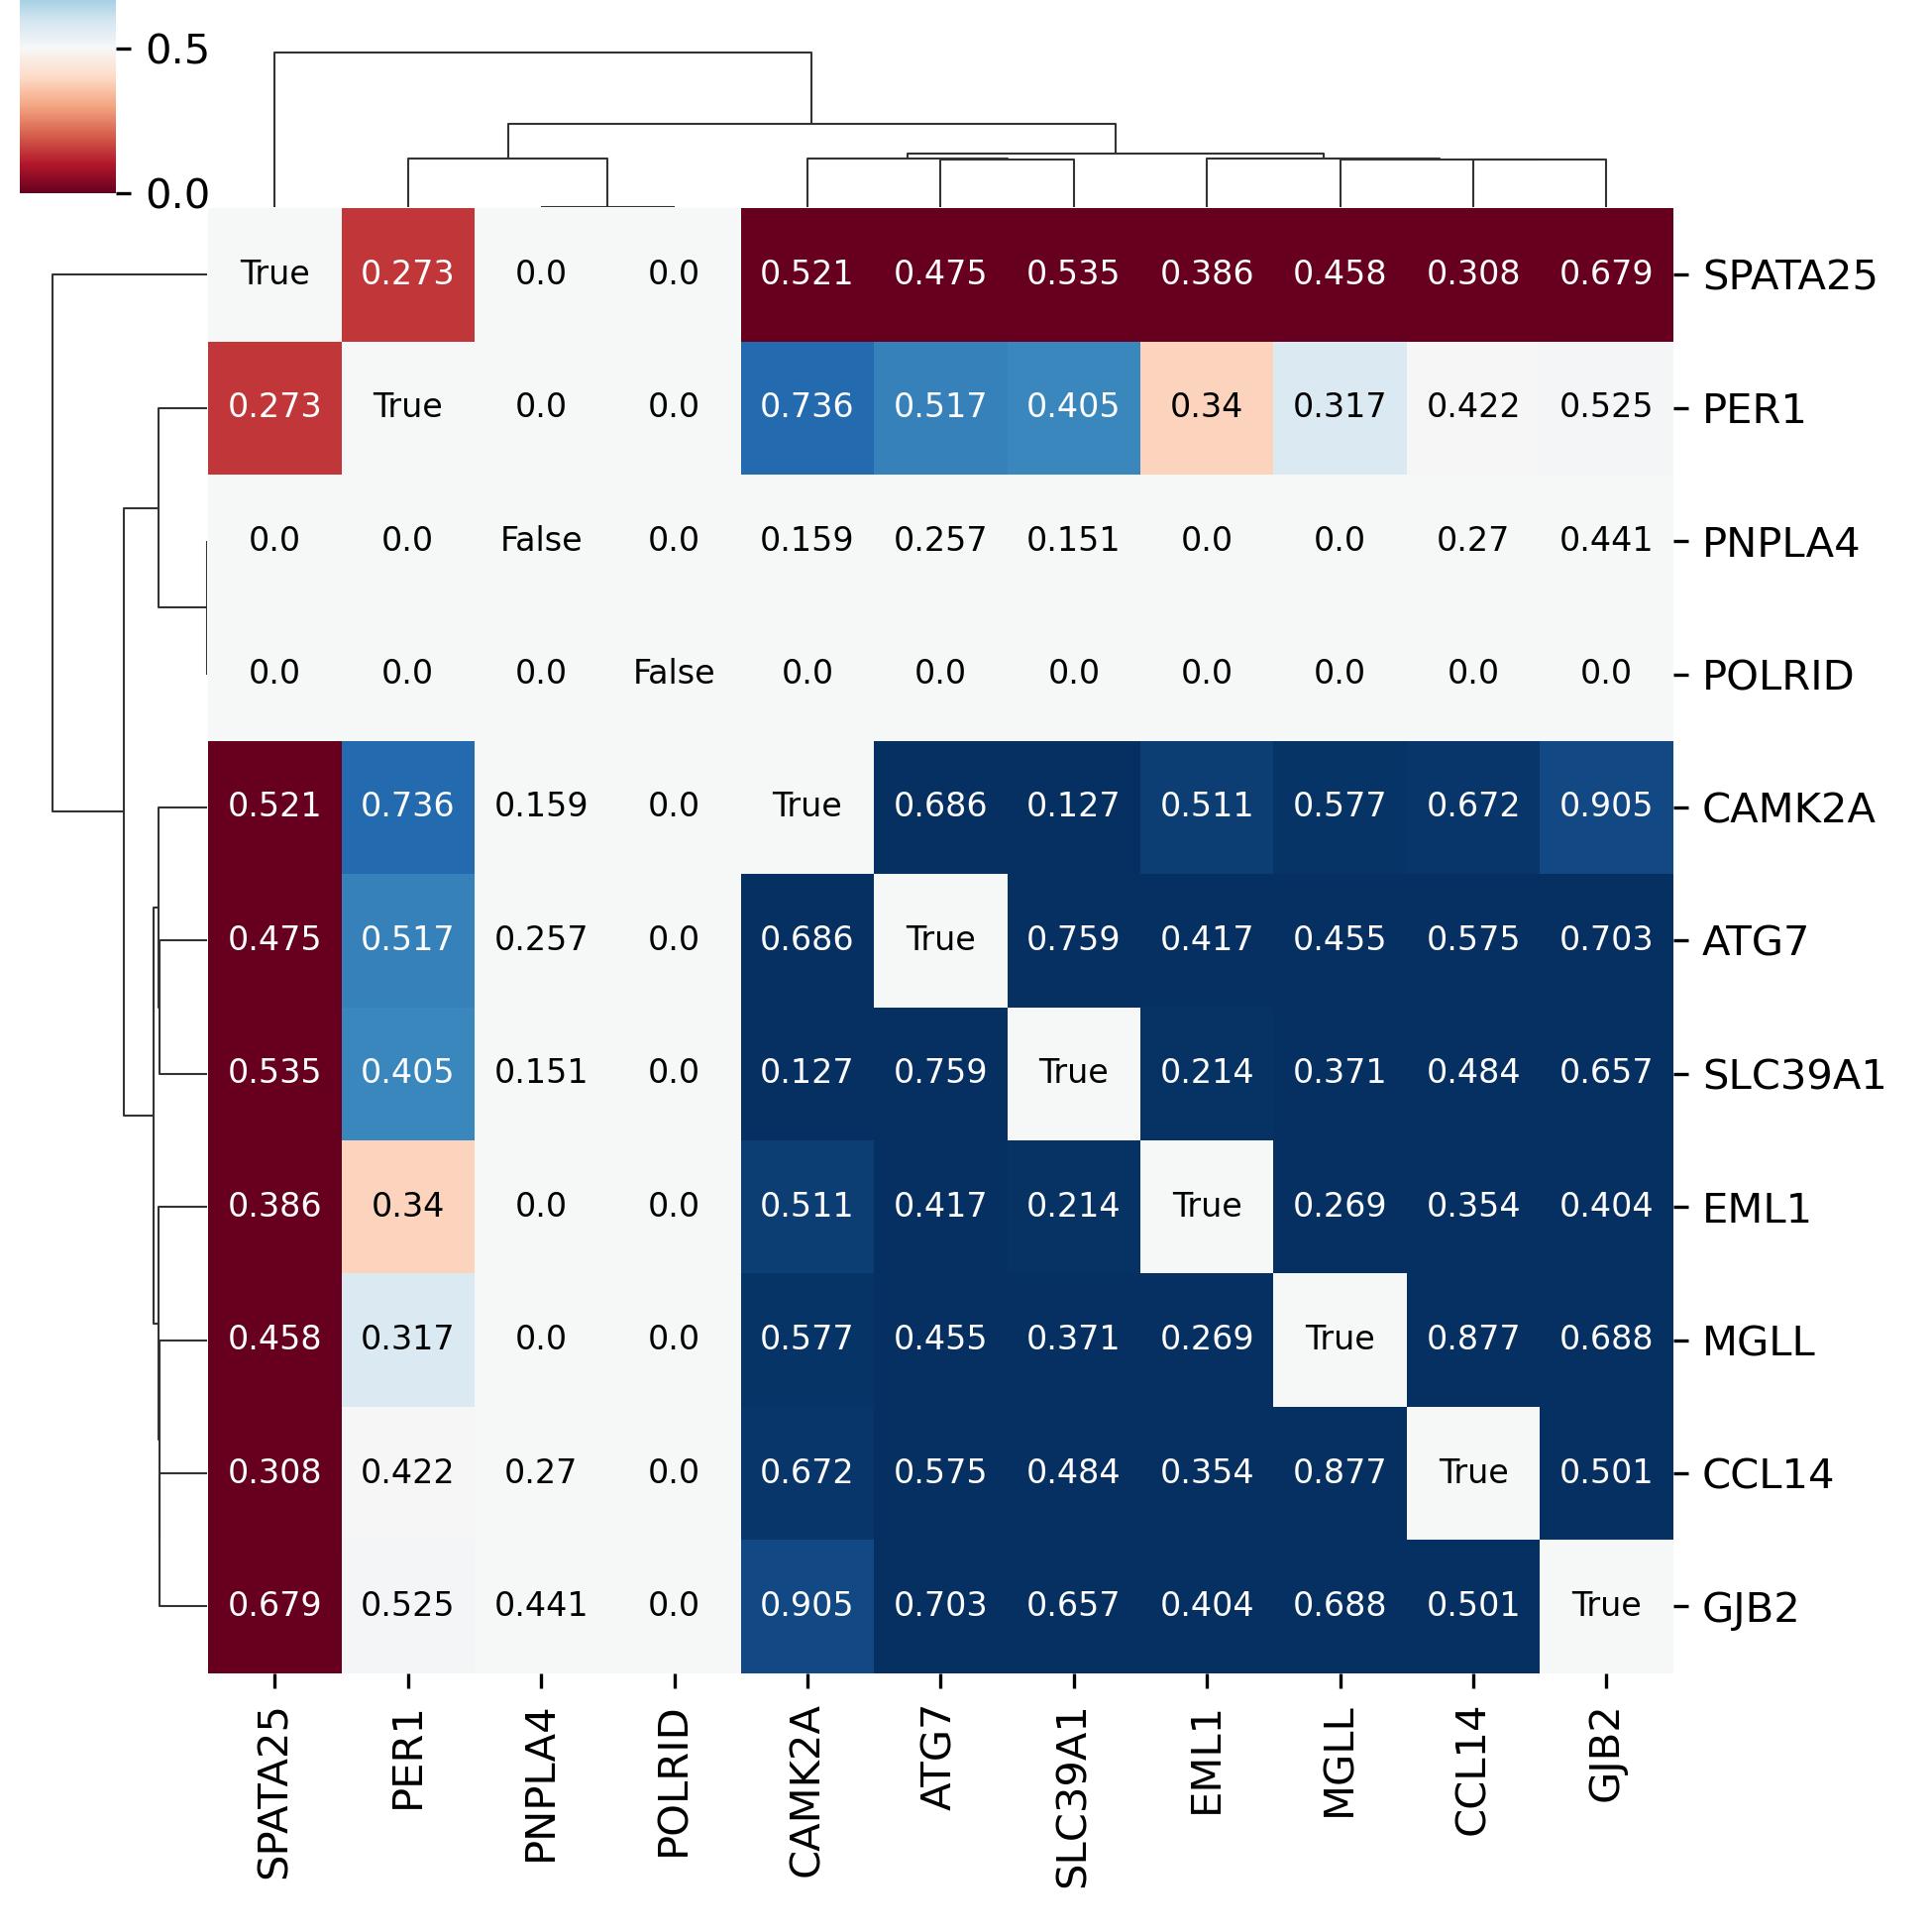 0.5
0.0
True 0.273 0.0 0.0 0.521 0.475 0.535 0.386 0.458 0.308 0.679 SPATA25
0.273 True 0.0 0.0 0.736 0.517 0.405 0.34 0.317 0.422 0.525 PER1
0.0 0.0 False 0.0 0.159 0.257 0.151 0.0 0.0 0.27 0.441 PNPLA4
0.0 0.0 0.0 False 0.0 0.0 0.0 0.0 0.0 0.0 0.0 POLRID
0.521 0.736 0.159 0.0 True 0.686 0.127 0.511 0.577 0.672 0.905 CAMK2A
0.475 0.517 0.257 0.0 0.686 True 0.759 0.417 0.455 0.575 0.703 ATG7
0.535 0.405 0.151 0.0 0.127 0.759 True 0.214 0.371 0.484 0.657 SLC39A1
0.386 0.34 0.0 0.0 0.511 0.417 0.214 True 0.269 0.354 0.404 EML1
0.458 0.317 0.0 0.0 0.577 0.455 0.371 0.269 True 0.877 0.688 MGLL
0.308 0.422 0.27 0.0 0.672 0.575 0.484 0.354 0.877 True 0.501 CCL14
0.679 0.525 0.441 0.0 0.905 0.703 0.657 0.404 0.688 0.501 True GJB2
SPATA25 PER1 PNPLA4 POLRID CAMK2A ATG7 SLC39A1 EML1 MGLL CCL14 GJB2